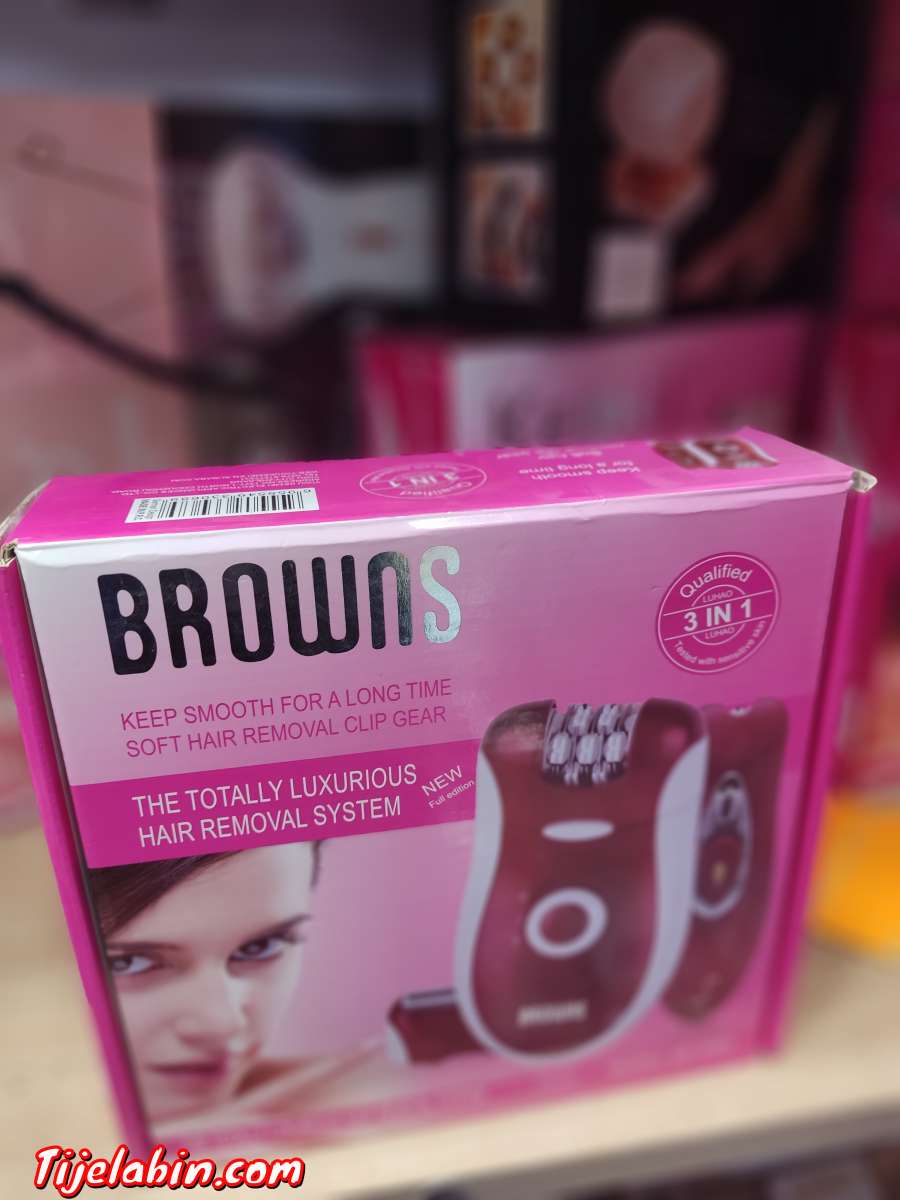 Qualified
3 IN 1
Keep smooth
for a long time
BROWNS
Qualified
LUHAO
3 IN 1
LUHAO
Tested with sensitive skin
KEEP SMOOTH FOR A LONG TIME
SOFT HAIR REMOVAL CLIP GEAR
THE TOTALLY LUXURIOUS
HAIR REMOVAL SYSTEM
NEW
Full edition
BROWNS
Tijelabin.com